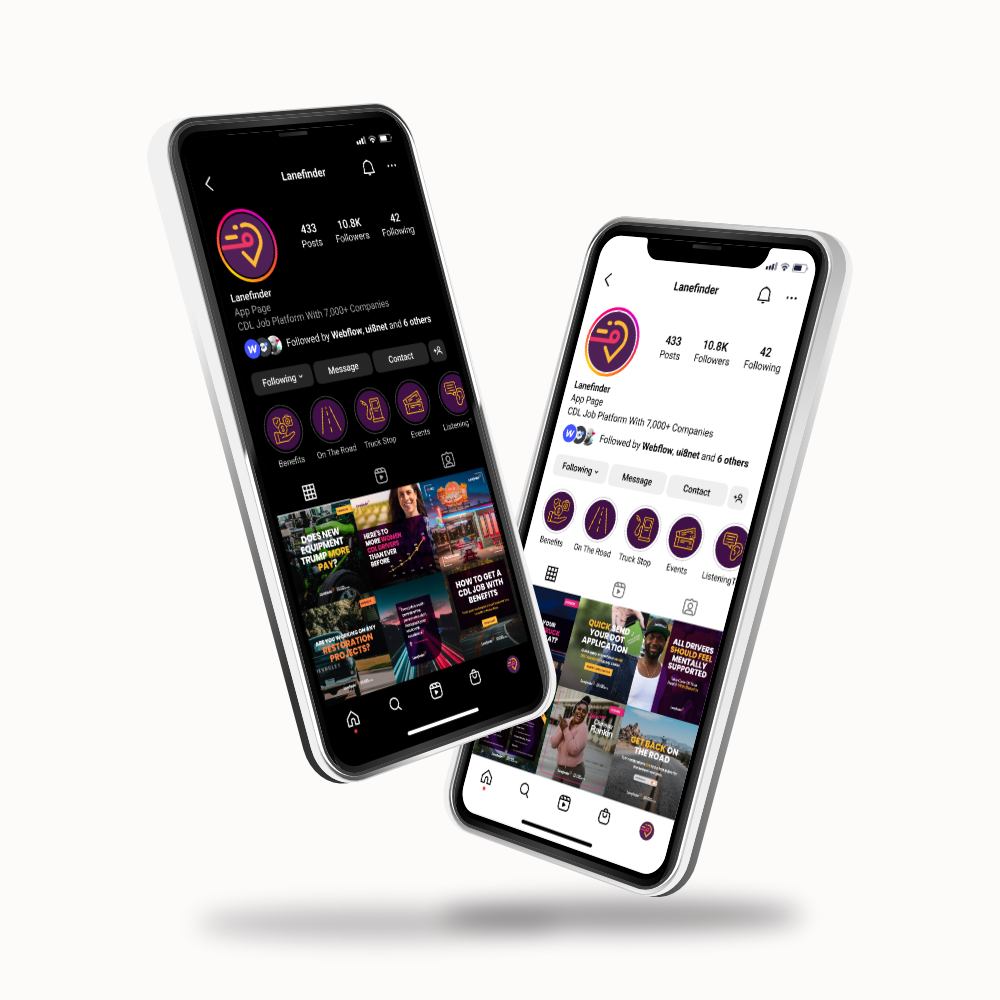 Lanefinder
433
10.8K
42
Posts
Followers
Following
Lanefinder
App Page
CDL Job Platform With 7,000+ Companies
W
Followed by Webflow, ui8net and 6 others
Following
Message
Contact
Benefits
On The Road
Truck Stop
Events
Listening
DOES NEW
EQUIPMENT
TRUMP MORE
PAY?
HERE'S TO
MORE WOMEN
CDL DRIVERS
THAN EVER
BEFORE
ARE YOU WORKING ON ANY
RESTORATION
PROJECTS?
HOW TO GET A
CDL JOB WITH
BENEFITS
Lanefinder
433
10.8K
42
Posts
Followers
Following
Lanefinder
App Page
CDL Job Platform With 7,000+ Companies
W
Followed by Webflow, ui8net and 6 others
Following
Message
Contact
Benefits
On The Road
Truck Stop
Events
Listening T
YOUR
QUICK SEND
YOUR DOT
APPLICATION
ALL DRIVERS
SHOULD FEEL
MENTALLY
SUPPORTED
GET BACK ON
THE ROAD